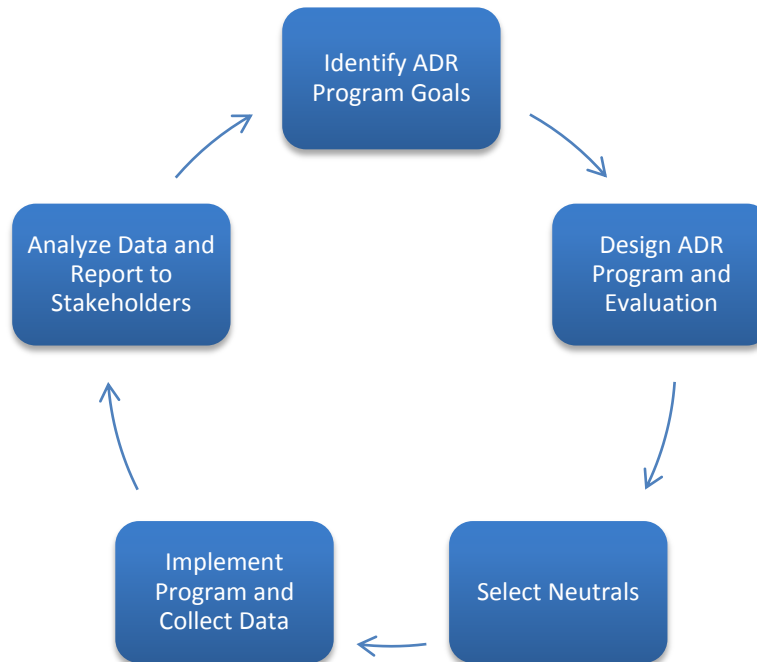 Identify ADR
Program Goals
Design ADR
Program and
Evaluation
Select Neutrals
Implement
Program and
Collect Data
Analyze Data and
Report to
Stakeholders